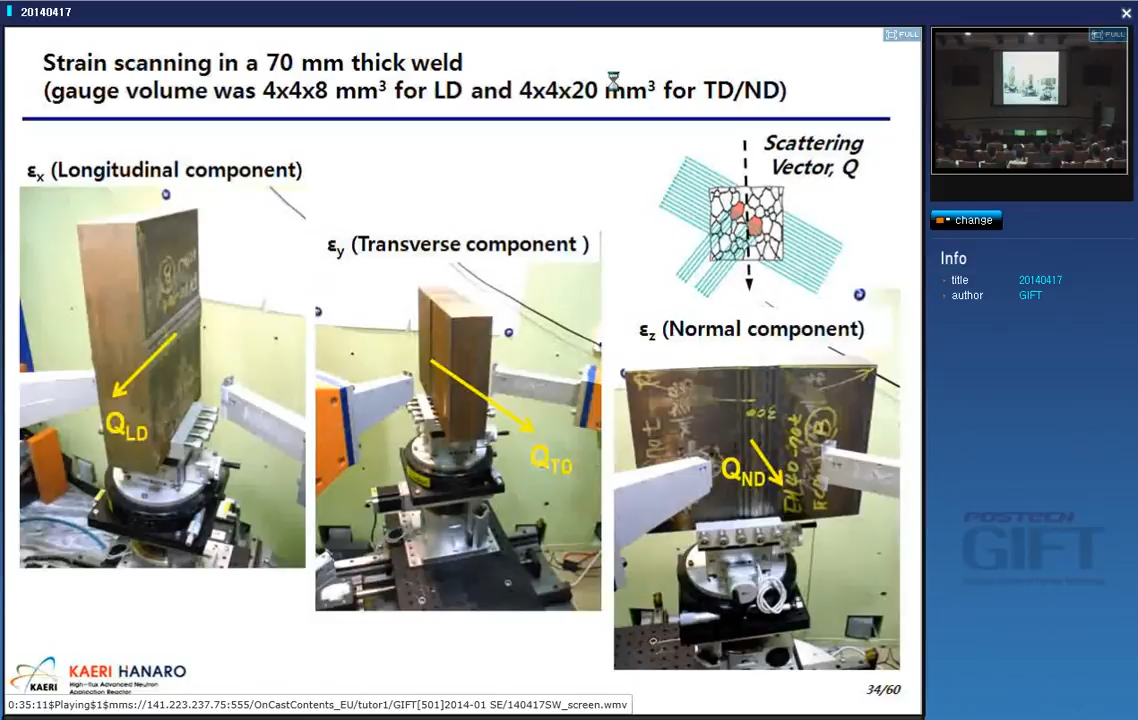 20140417
FULL
Strain scanning in a 70 mm thick weld
(gauge volume was 4x4x8 mm³ for LD and 4x4x20 mm³ for TD/ND)
Scattering
Vector, Q
εx (Longitudinal component)
εy (Transverse component )
εz (Normal component)
QLD
QTD
QND
EH40-not
300
B
KAERI
KAERI HANARO
High-flux Advanced Neutron
Application Reactor
34/60
0:35:11$Playing$1$mms://141.223.237.75:555/OnCastContents_EU/tutor1/GIFT[501]2014-01 SE/140417SW_screen.wmv
FULL
change
Info
title 20140417
author GIFT
POSTECH
GIFT